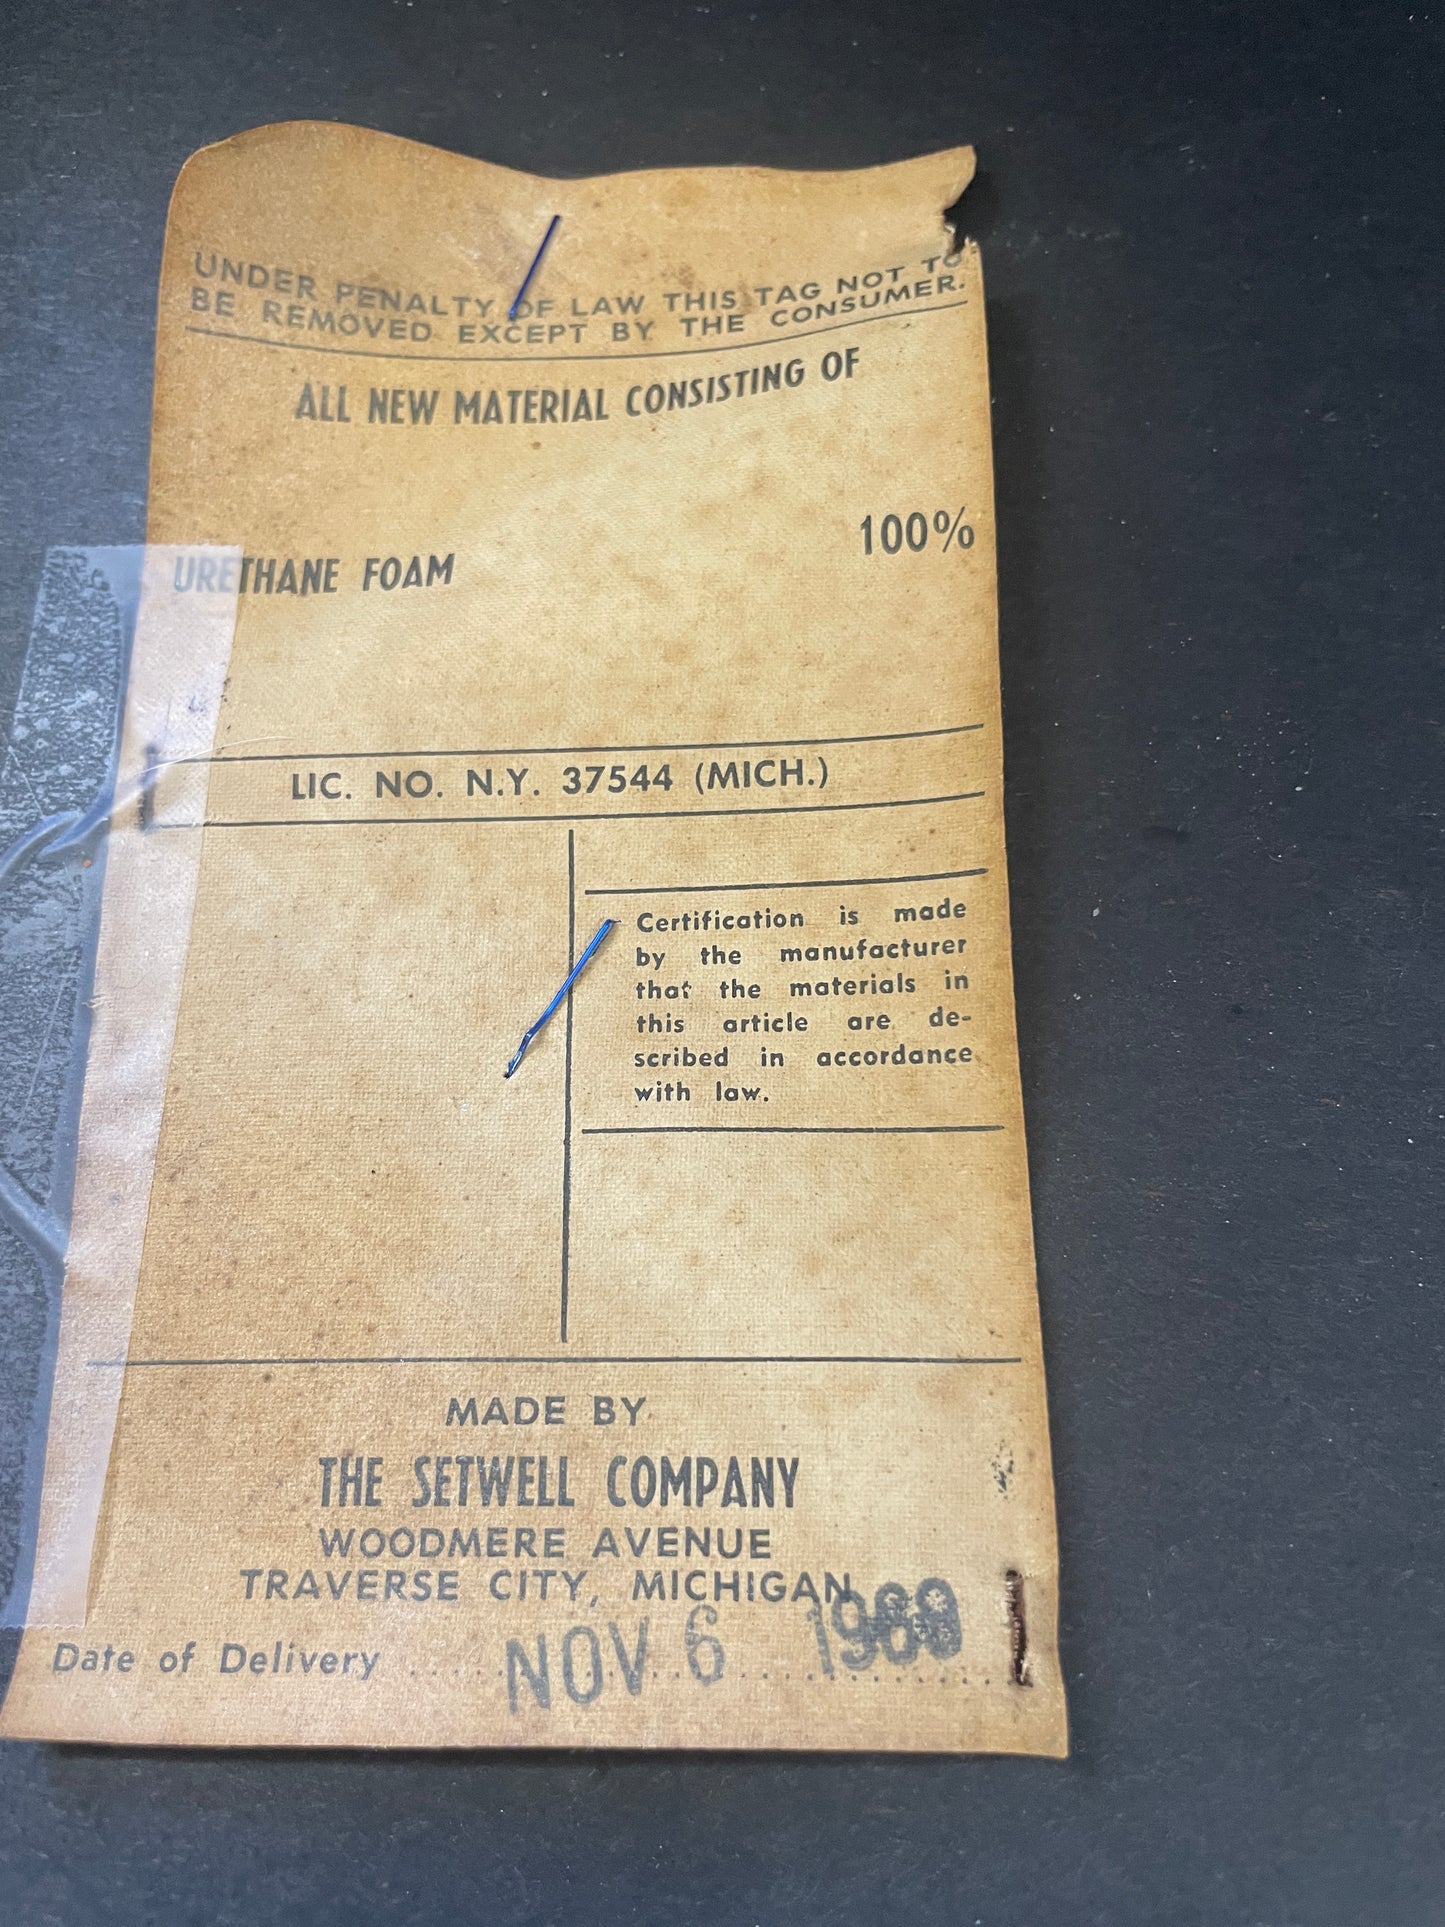 UNDER PENALTY OF LAW THIS TAG NOT TO
BE REMOVED EXCEPT BY THE CONSUMER.
ALL NEW MATERIAL CONSISTING OF
100%
URETHANE FOAM
LIC. NO. N.Y. 37544 (MICH.)
Certification is made
by the manufacturer
that the materials in
this article are de-
scribed in accordance
with law.
MADE BY
THE SETWELL COMPANY
WOODMERE AVENUE
TRAVERSE CITY, MICHIGAN
Date of Delivery NOV 6